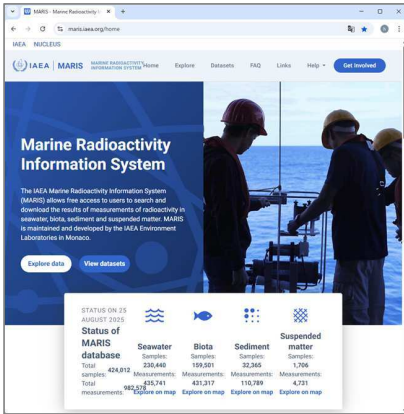 MARIS - Marine Radioactivity I
maris.iaea.org/home
IAEA NUCLEUS
IAEA | MARIS MARINE RADIOACTIVITY INFORMATION SYSTEM Home Explore Datasets FAQ Links Help Get Involved
Marine Radioactivity
Information System
The IAEA Marine Radioactivity Information System
(MARIS) allows free access to users to search and
download the results of measurements of radioactivity in
seawater, biota, sediment and suspended matter. MARIS
is maintained and developed by the IAEA Environment
Laboratories in Monaco.
Explore data View datasets
STATUS ON 25
AUGUST 2025
Status of
MARIS
database
Total
samples: 424,012
Total
measurements: 982,578
Seawater
Samples:
230,440
Measurements:
435,741
Explore on map
Biota
Samples:
159,501
Measurements:
431,317
Explore on map
Sediment
Samples:
32,365
Measurements:
110,789
Explore on map
Suspended
matter
Samples:
1,706
Measurements:
4,731
Explore on map